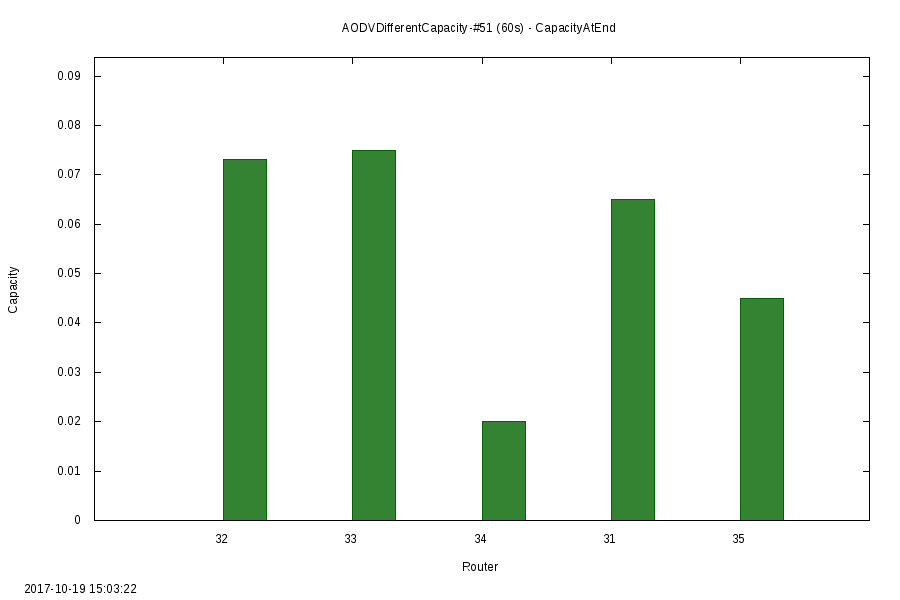 AODVDifferentCapacity-#51 (60s) - CapacityAtEnd
0.09
0.08
0.07
0.06
0.05
0.04
0.03
0.02
0.01
0
Capacity
32 33 34 31 35
Router
2017-10-19 15:03:22